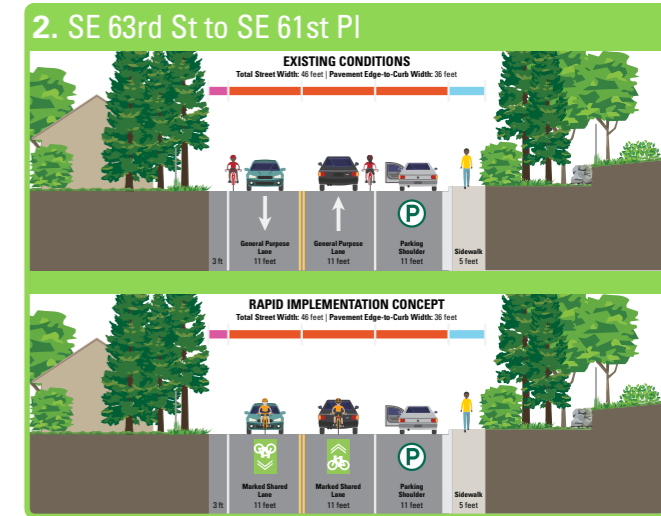 2. SE 63rd St to SE 61st Pl
EXISTING CONDITIONS
Total Street Width: 46 feet | Pavement Edge-to-Curb Width: 36 feet
P
General Purpose
Lane
11 feet
General Purpose
Lane
11 feet
Parking
Shoulder
11 feet
Sidewalk
5 feet
3 ft
RAPID IMPLEMENTATION CONCEPT
Total Street Width: 46 feet | Pavement Edge-to-Curb Width: 36 feet
P
Marked Shared
Lane
11 feet
Marked Shared
Lane
11 feet
Parking
Shoulder
11 feet
Sidewalk
5 feet
3 ft